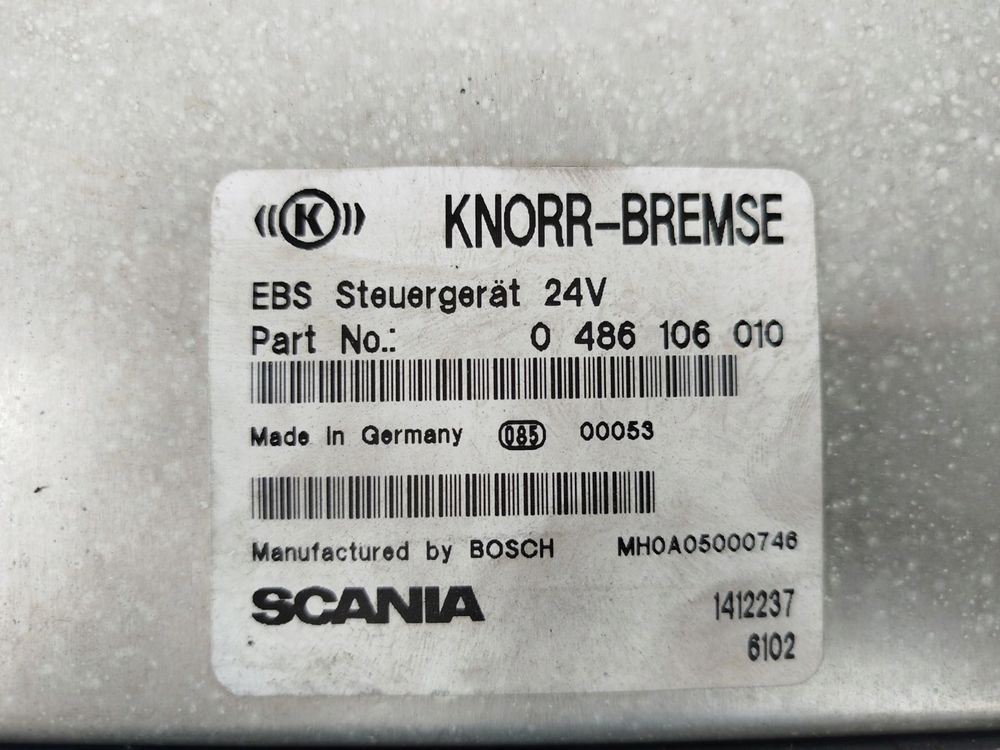 K KNORR-BREMSE
EBS Steuergerät 24V
Part No.: 0 486 106 010
Made in Germany 085 00053
Manufactured by BOSCH MH0A05000746
SCANIA 1412237
6102